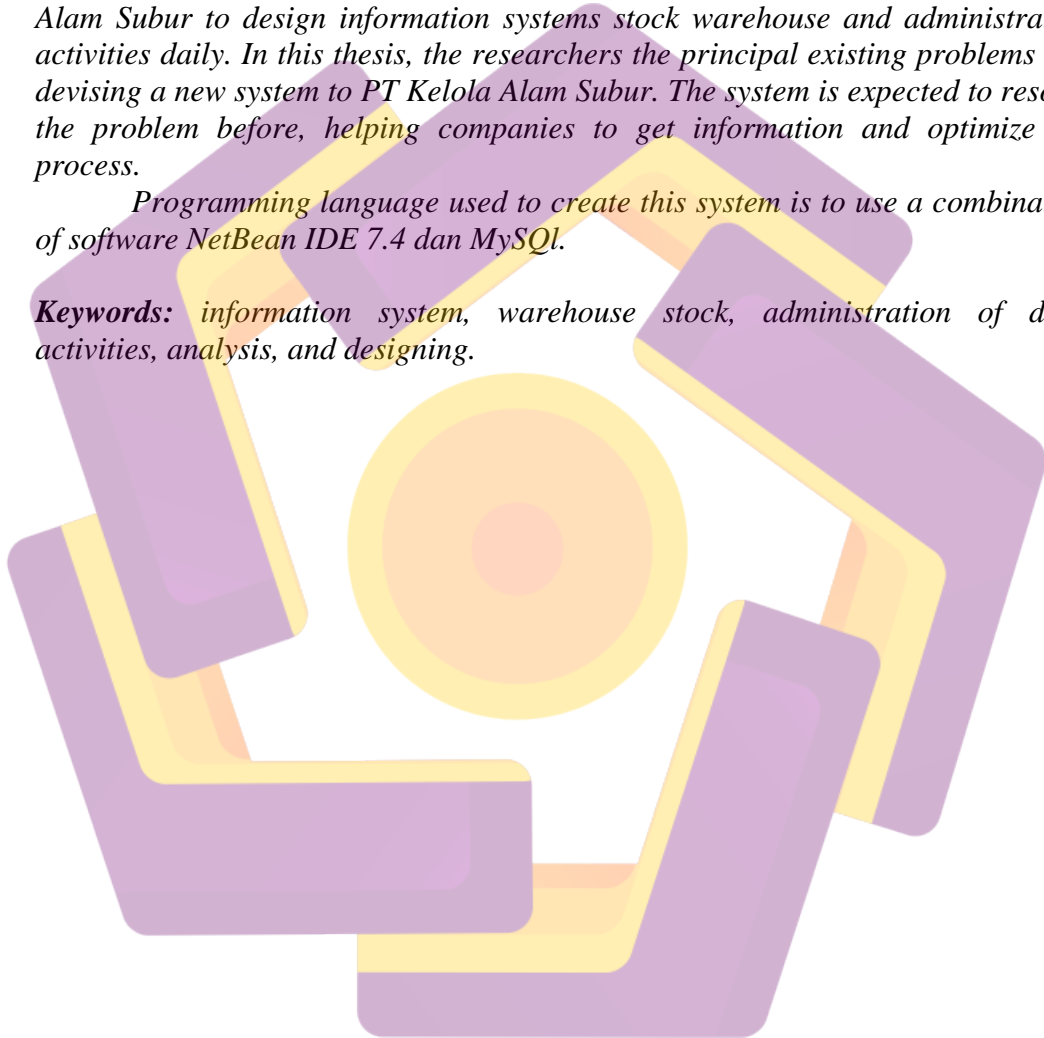 Alam Subur to design information systems stock warehouse and administra
activities daily. In this thesis, the researchers the principal existing problems
devising a new system to PT Kelola Alam Subur. The system is expected to reso
the problem before, helping companies to get information and optimize
process.
Programming language used to create this system is to use a combina
of software NetBean IDE 7.4 dan MySQl.
Keywords: information system, warehouse stock, administration of d
activities, analysis, and designing.